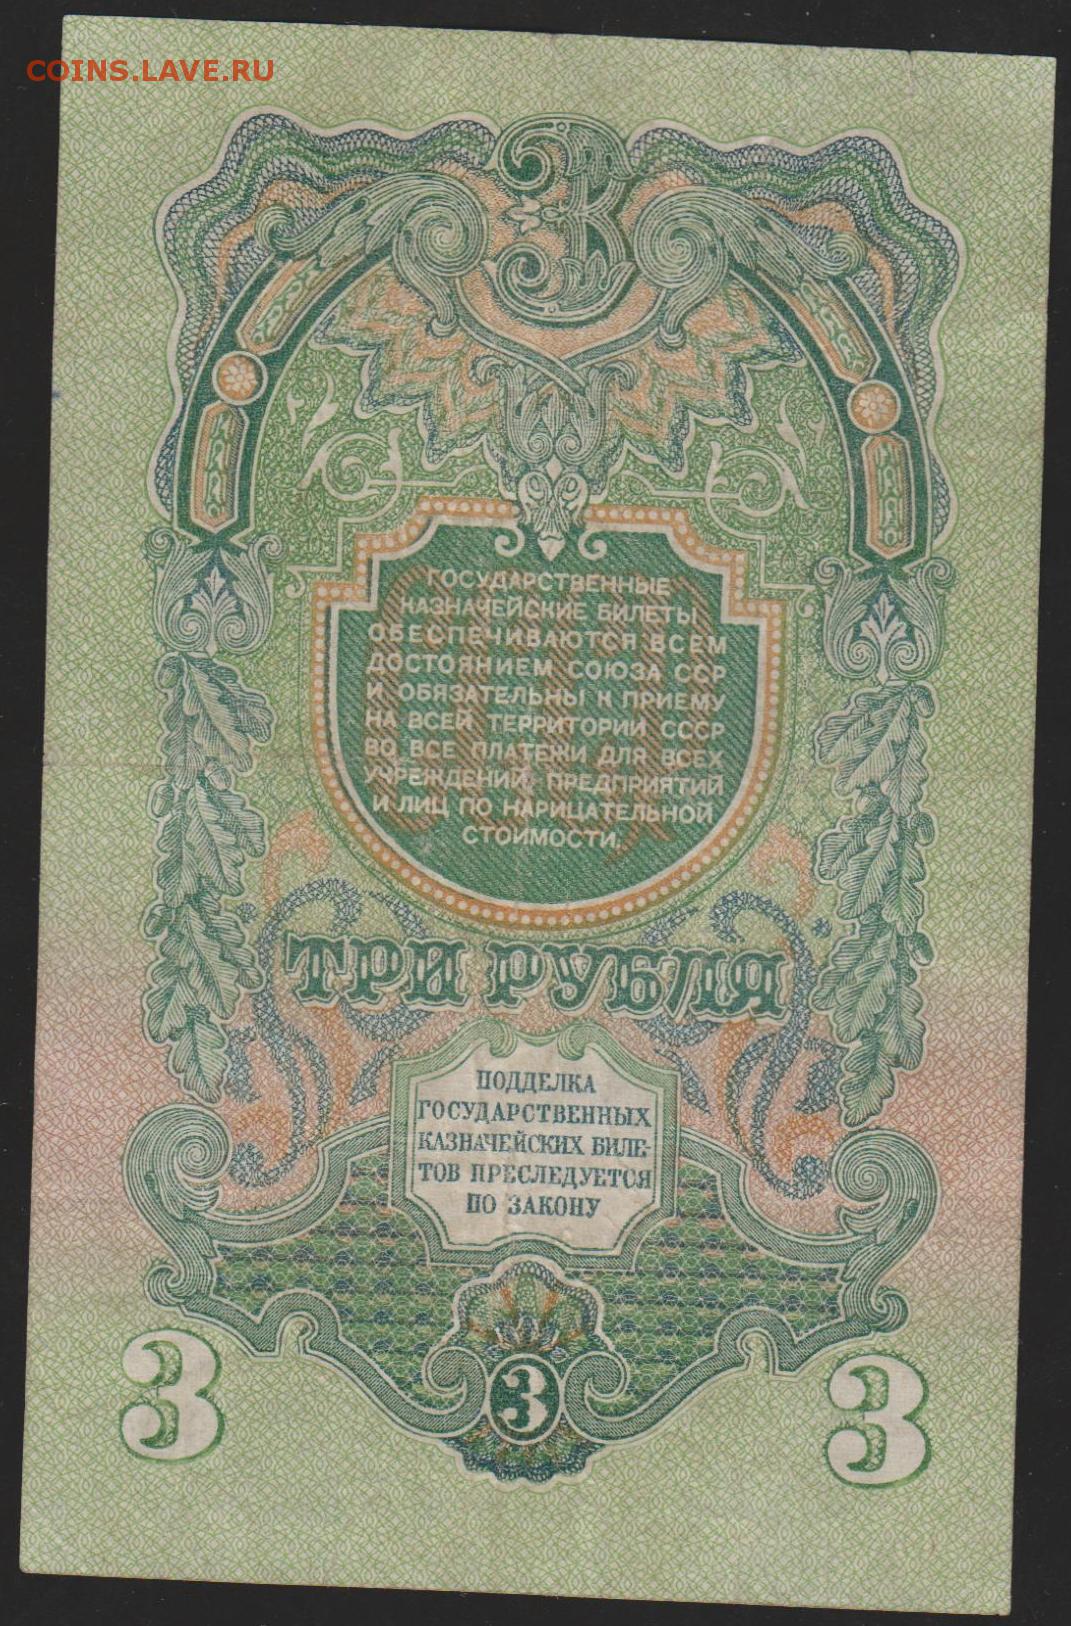 COINS.LAVE.RU
3
ГОСУДАРСТВЕННЫЕ
КАЗНАЧЕЙСКИЕ БИЛЕТЫ
ОБЕСПЕЧИВАЮТСЯ ВСЕМ
ДОСТОЯНИЕМ СОЮЗА ССР
И ОБЯЗАТЕЛЬНЫ К ПРИЕМУ
НА ВСЕЙ ТЕРРИТОРИИ СССР
ВО ВСЕ ПЛАТЕЖИ ДЛЯ ВСЕХ
УЧРЕЖДЕНИЙ, ПРЕДПРИЯТИЙ
И ЛИЦ ПО НАРИЦАТЕЛЬНОЙ
СТОИМОСТИ.
ТРИ РУБЛЯ
ПОДДЕЛКА
ГОСУДАРСТВЕННЫХ
КАЗНАЧЕЙСКИХ БИЛЕ-
ТОВ ПРЕСЛЕДУЕТСЯ
ПО ЗАКОНУ
3 3 3